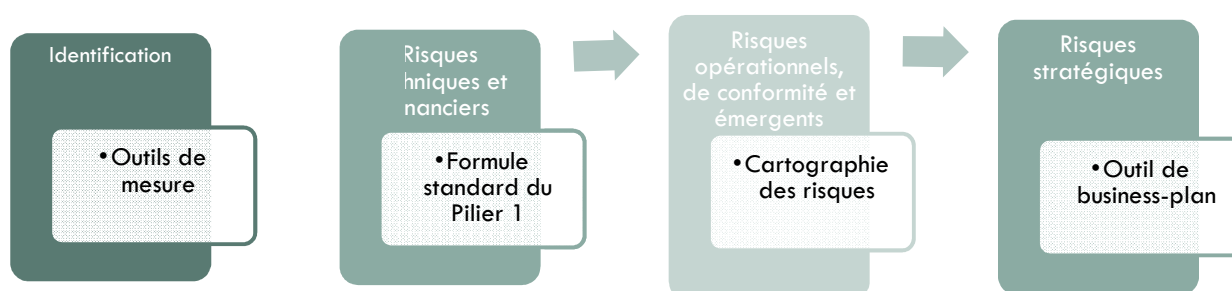 Identification
• Outils de
mesure
Risques
hniques et
nanciers
• Formule
standard du
Pilier 1
Risques
opérationnels,
de conformité et
émergents
• Cartographie
des risques
Risques
stratégiques
• Outil de
business-plan